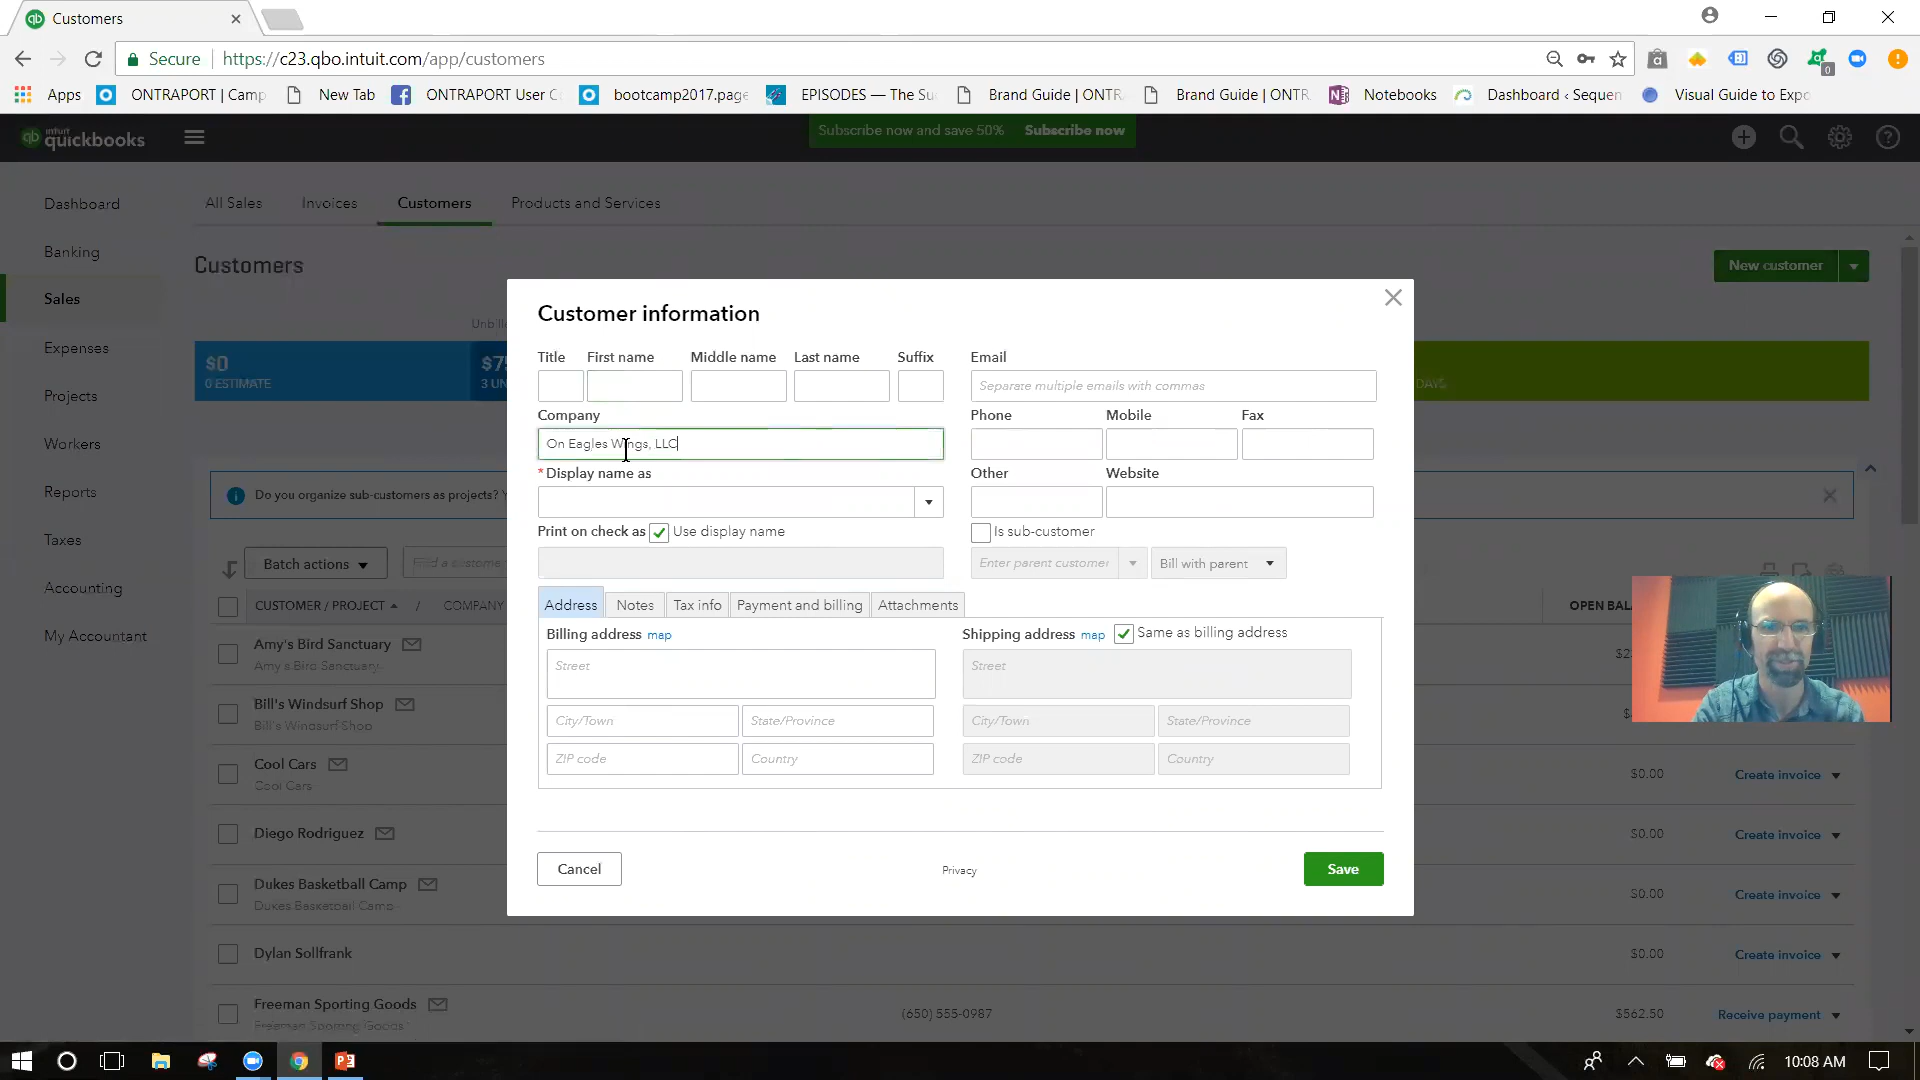 Customers
Secure
https://c23.qbo.intuit.com/app/customers
0
Apps
ONTRAPORT | Camp
New Tab
ONTRAPORT User C
bootcamp2017.page
EPISODES — The Su
Brand Guide | ONTR
Brand Guide | ONTR
Notebooks
Dashboard ‹ Sequen
Visual Guide to Expo
intuit
quickbooks
Subscribe now and save 50% Subscribe now
Dashboard
Banking
Sales
Expenses
Projects
Workers
Reports
Taxes
Accounting
My Accountant
All Sales
Invoices
Customers
Products and Services
Customers
New customer
Unbill
$0
0 ESTIMATE
$75
3 UN
DAYS
Do you organize sub-customers as projects?
Batch actions
Find a custome
CUSTOMER / PROJECT / COMPANY
OPEN BALA
Amy's Bird Sanctuary
Amy's Bird Sanctuary
Bill's Windsurf Shop
Bill's Windsurf Shop
Cool Cars
Cool Cars
$0.00
Create invoice
Diego Rodriguez
$0.00
Create invoice
Dukes Basketball Camp
Dukes Basketball Camp
$0.00
Create invoice
Dylan Sollfrank
$0.00
Create invoice
Freeman Sporting Goods
Freeman Sporting Goods
(650) 555-0987
$562.50
Receive payment
Customer information
Title
First name
Middle name
Last name
Suffix
Email
Separate multiple emails with commas
Company
On Eagles Wings, LLC
Phone
Mobile
Fax
* Display name as
Other
Website
Print on check as
Use display name
Is sub-customer
Enter parent customer
Bill with parent
Address
Notes
Tax info
Payment and billing
Attachments
Billing address map
Street
City/Town
State/Province
ZIP code
Country
Shipping address map
Same as billing address
Street
City/Town
State/Province
ZIP code
Country
Cancel
Privacy
Save
10:08 AM